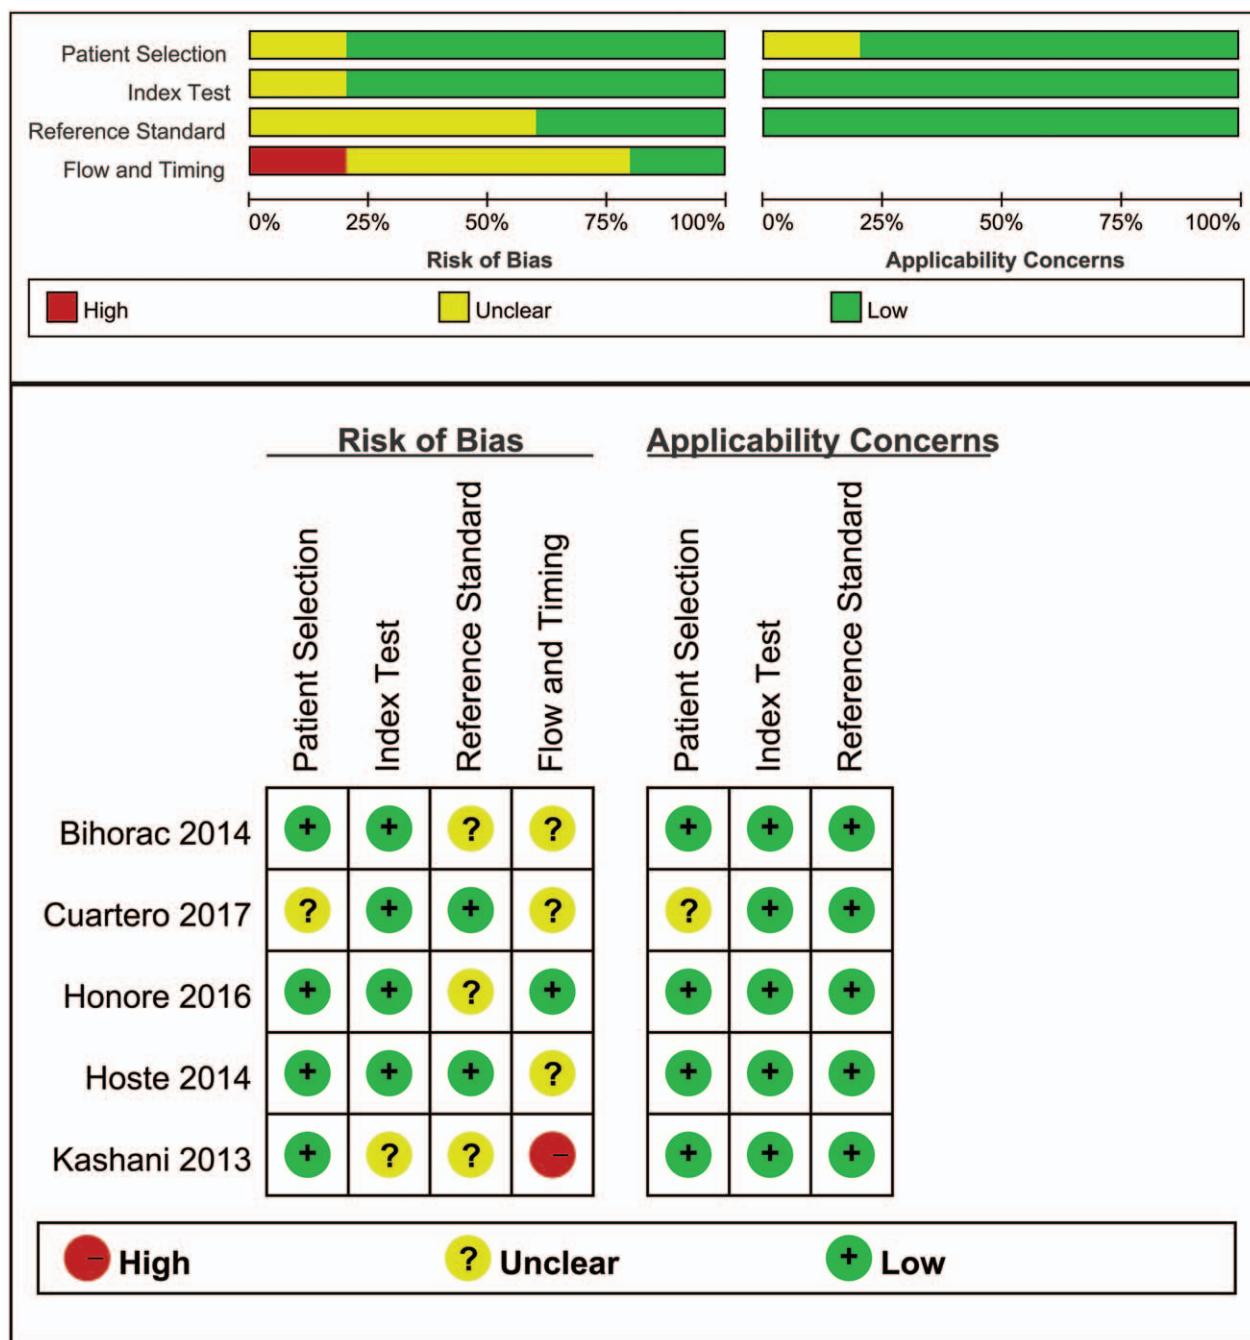 Patient Selection
Index Test
Reference Standard
Flow and Timing
0% 25% 50% 75% 100% 0% 25% 50% 75% 100%
Risk of Bias Applicability Concerns
High Unclear Low
Risk of Bias Applicability Concerns
Patient Selection Index Test Reference Standard Flow and Timing Patient Selection Index Test Reference Standard
Bihorac 2014 + + ? ? + + +
Cuartero 2017 ? + + ? ? + +
Honore 2016 + + ? + + + +
Hoste 2014 + + + ? + + +
Kashani 2013 + ? ? – + + +
– High ? Unclear + Low